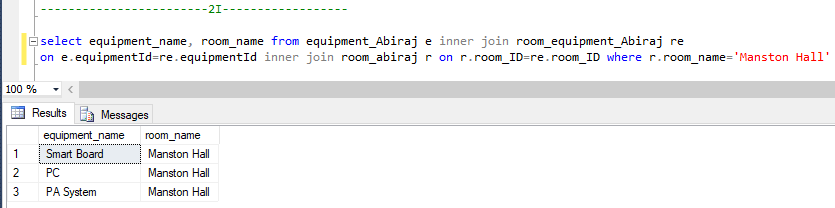 ------------------------2I------------------
select equipment_name, room_name from equipment_Abiraj e inner join room_equipment_Abiraj re
on e.equipmentId=re.equipmentId inner join room_abiraj r on r.room_ID=re.room_ID where r.room_name='Manston Hall'
100 %
Results Messages
equipment_name room_name
1 Smart Board Manston Hall
2 PC Manston Hall
3 PA System Manston Hall